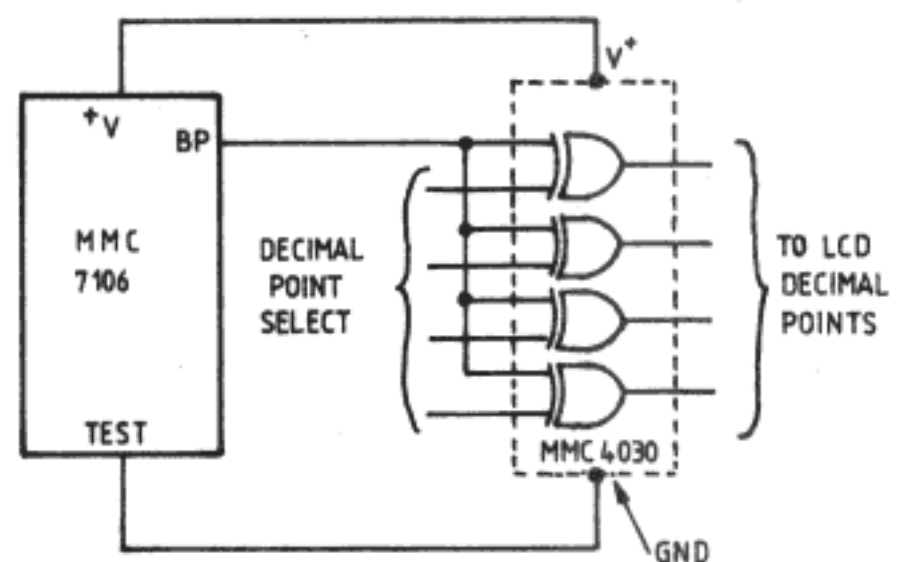 V+
+V
BP
MMC
7106
DECIMAL
POINT
SELECT
TO LCD
DECIMAL
POINTS
TEST
MMC 4030
GND